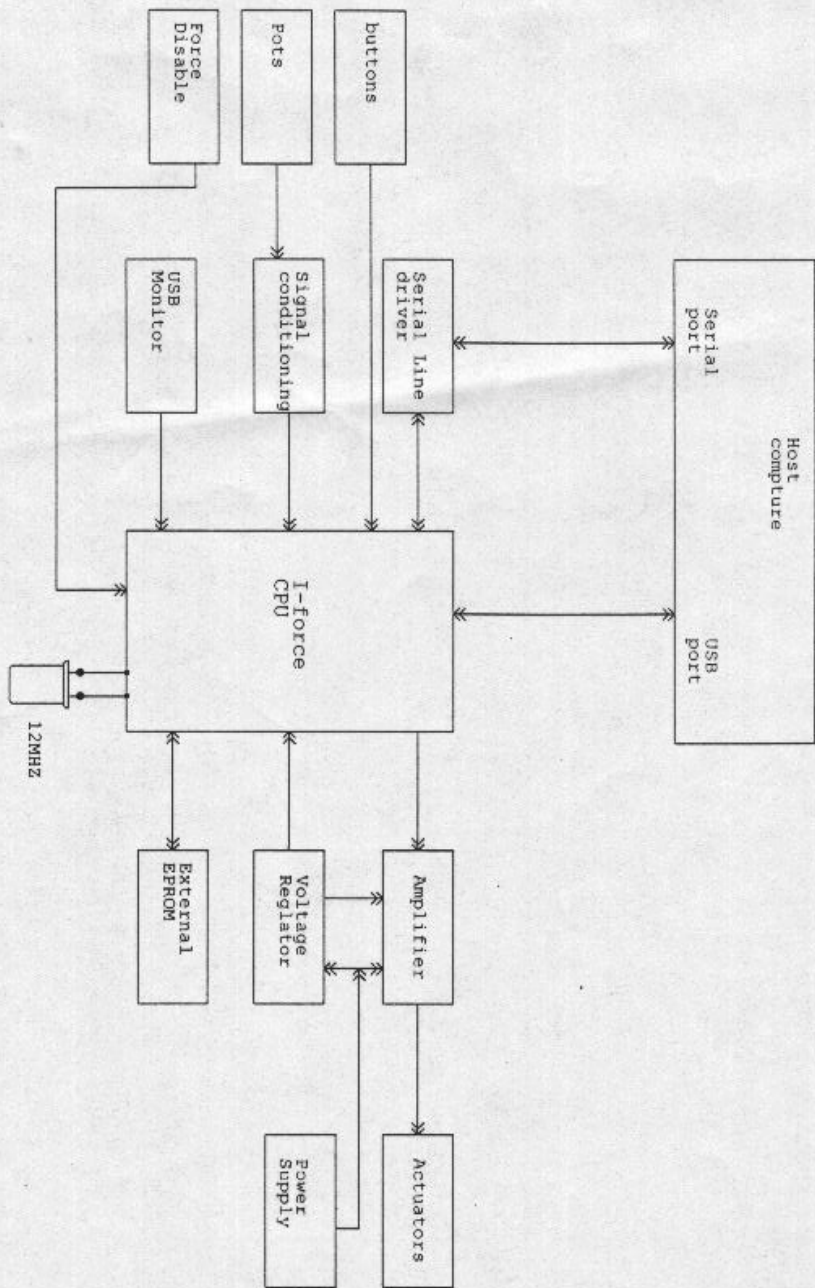 Host
compture
Serial
port
USB
port
buttons
Serial Line
driver
Pots
Signal
conditioning
Force
Disable
USB
Monitor
I-force
CPU
Amplifier
Actuators
Voltage
Reglator
Power
Supply
External
EPROM
12MHZ